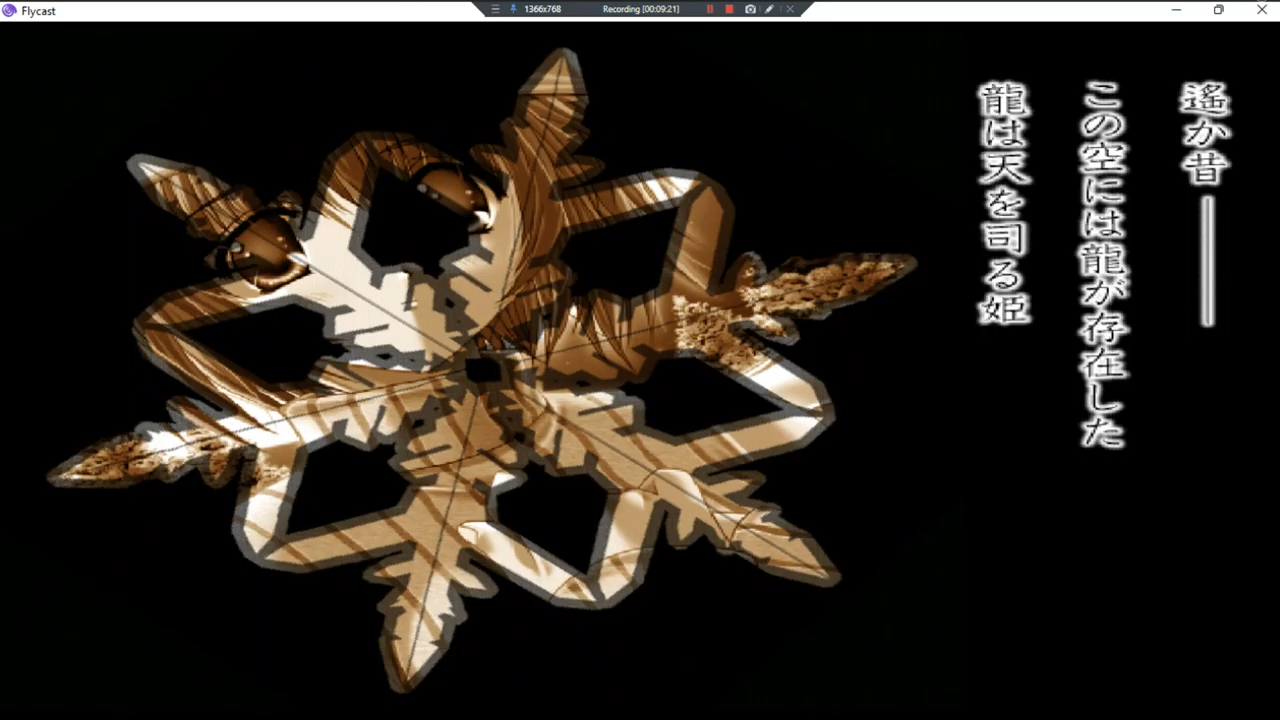 Flycast
1366x768
Recording [00:09:21]
遙か昔――
この空には龍が存在した
龍は天を司る姫